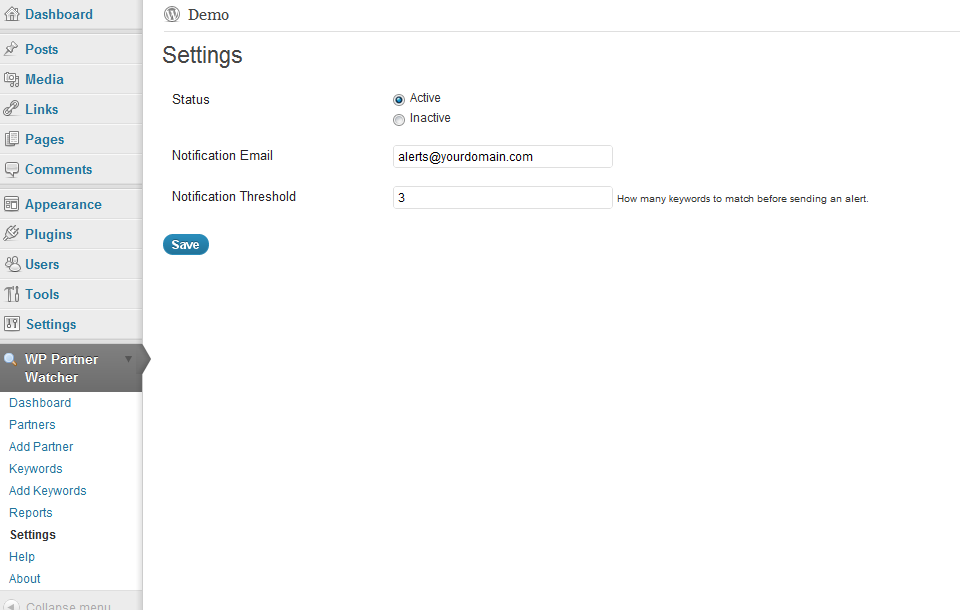 Dashboard
Posts
Media
Links
Pages
Comments
Appearance
Plugins
Users
Tools
Settings
WP Partner
Watcher
Dashboard
Partners
Add Partner
Keywords
Add Keywords
Reports
Settings
Help
About
Collapse menu
Demo
Settings
Status
Active
Inactive
Notification Email
alerts@yourdomain.com
Notification Threshold
3
How many keywords to match before sending an alert.
Save